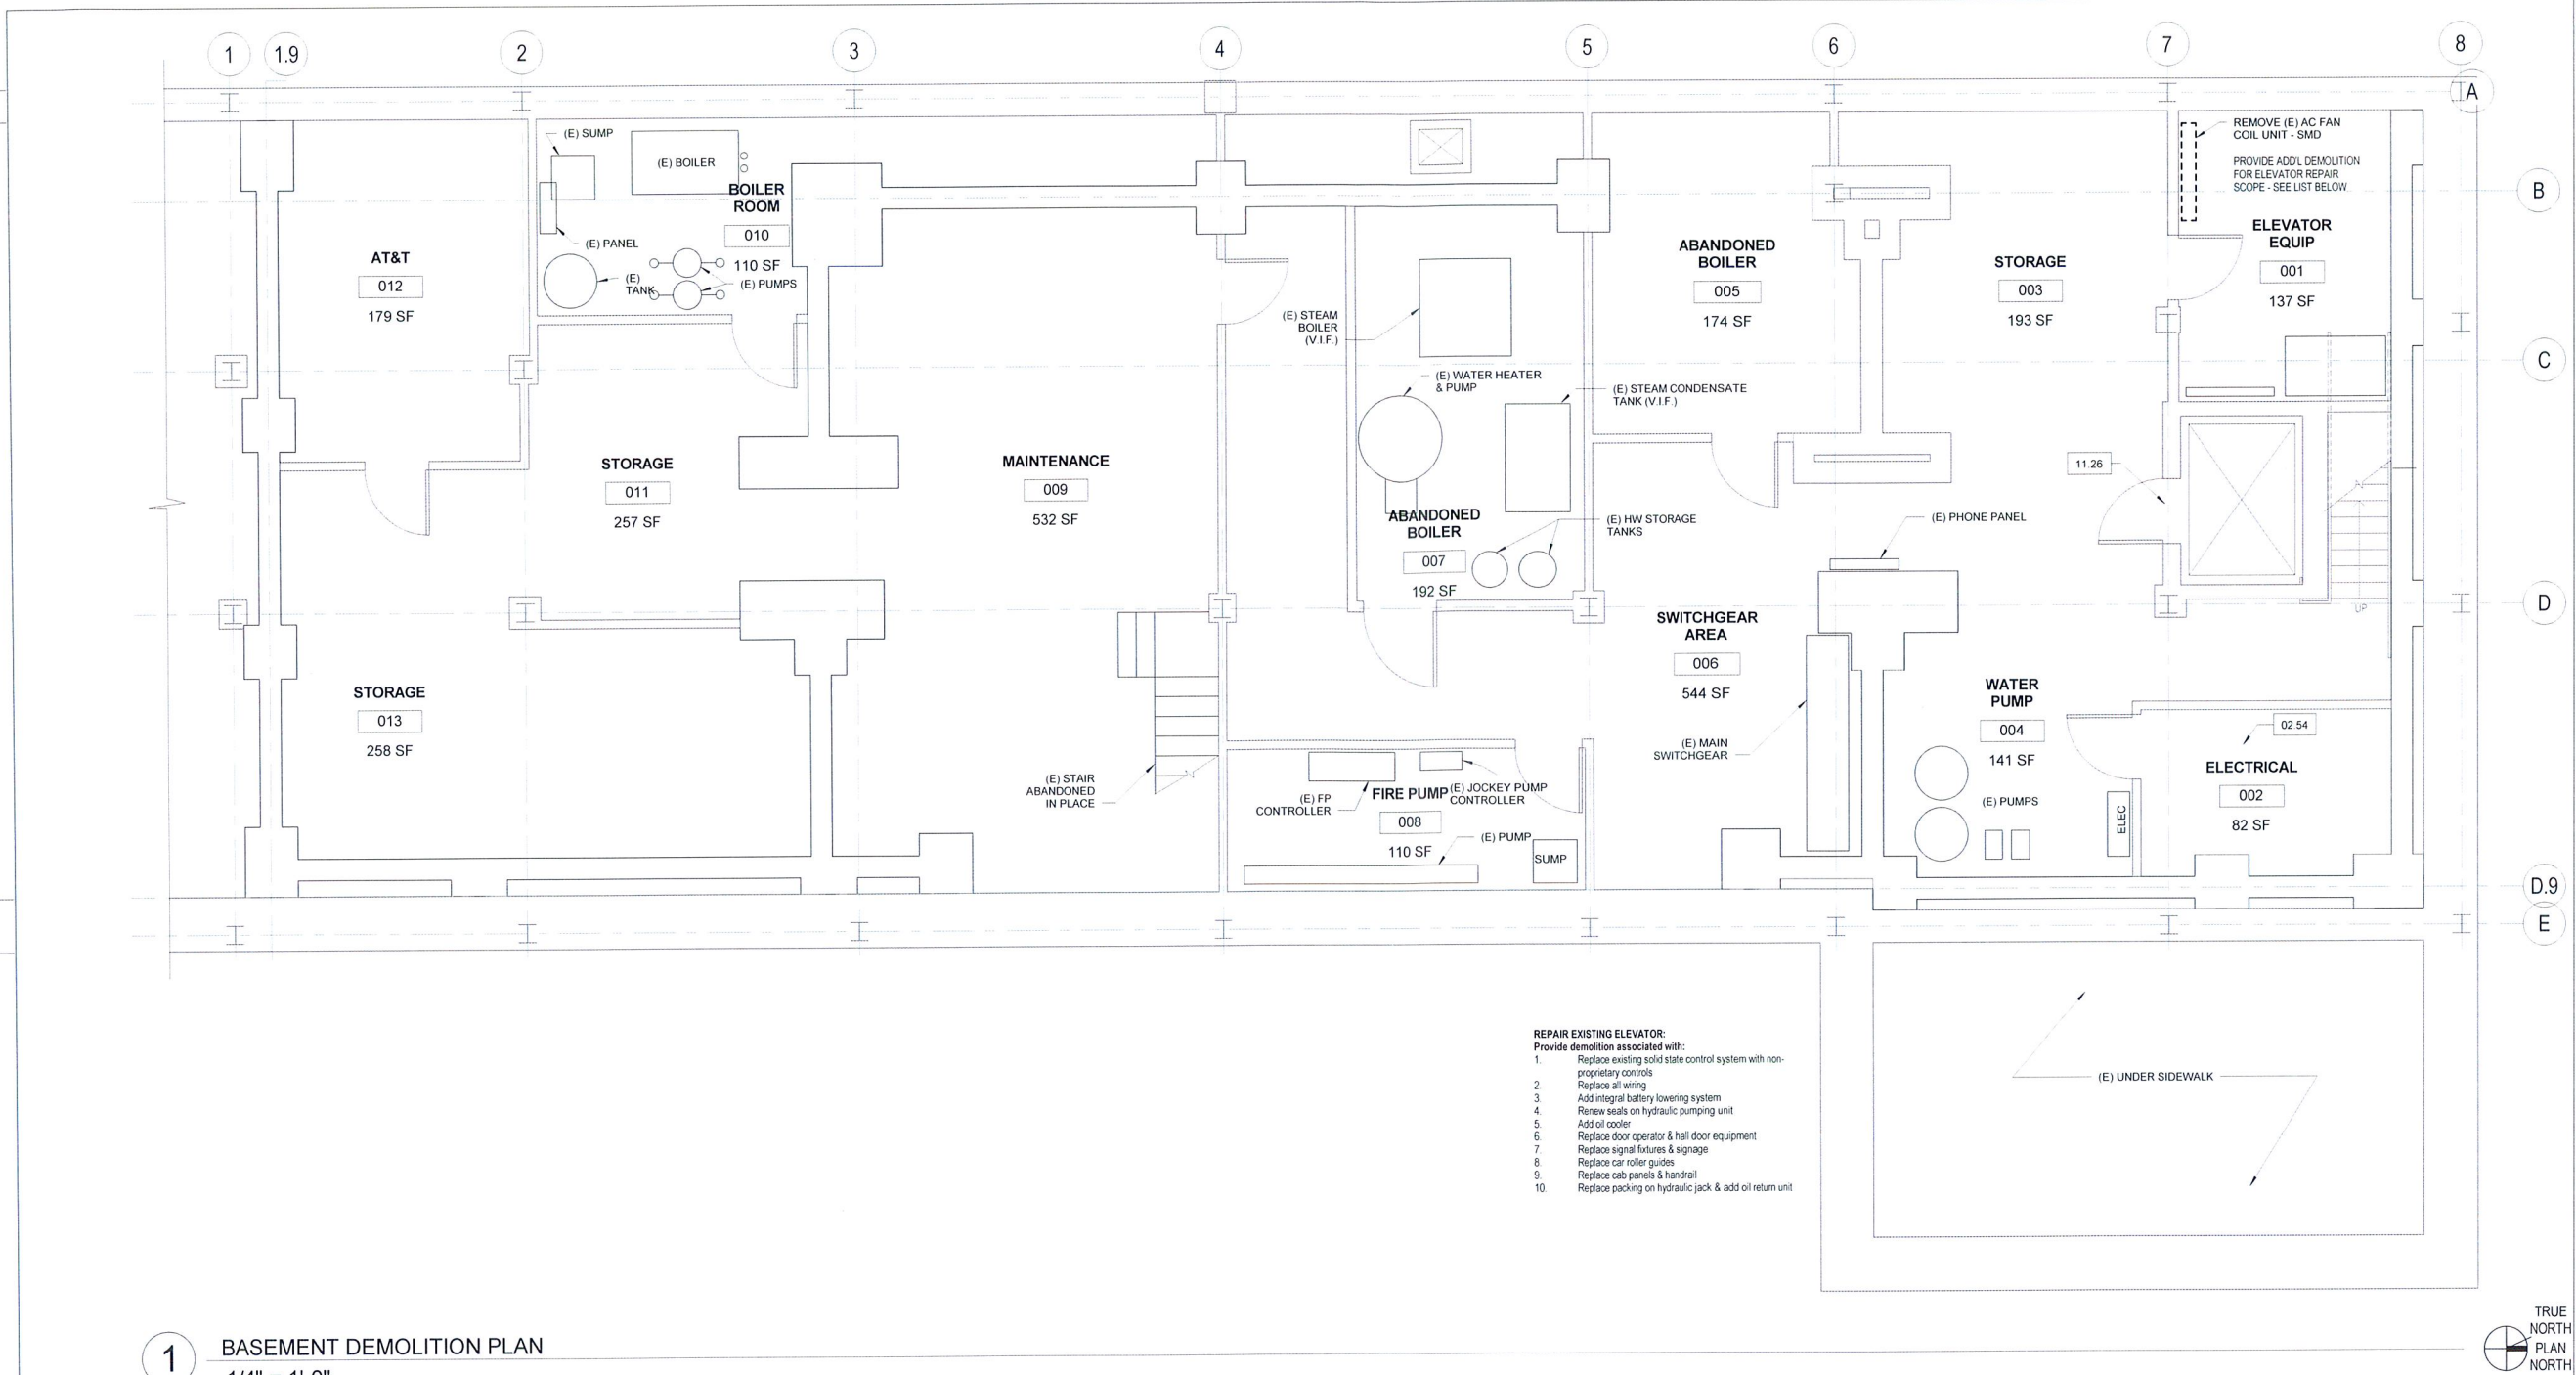 1
1.9
2
3
4
5
6
7
8
A
B
C
D
D.9
E
(E) SUMP
(E) BOILER
BOILER
ROOM
010
110 SF
(E) PANEL
(E)
TANK
(E) PUMPS
AT&T
012
179 SF
STORAGE
011
257 SF
STORAGE
013
258 SF
MAINTENANCE
009
532 SF
(E) STAIR
ABANDONED
IN PLACE
(E) STEAM
BOILER
(V.I.F.)
(E) WATER HEATER
& PUMP
(E) STEAM CONDENSATE
TANK (V.I.F.)
(E) HW STORAGE
TANKS
ABANDONED
BOILER
007
192 SF
(E) FP
CONTROLLER
FIRE PUMP
008
110 SF
(E) JOCKEY PUMP
CONTROLLER
(E) PUMP
SUMP
ABANDONED
BOILER
005
174 SF
SWITCHGEAR
AREA
006
544 SF
(E) MAIN
SWITCHGEAR
(E) PHONE PANEL
STORAGE
003
193 SF
REMOVE (E) AC FAN
COIL UNIT - SMD
PROVIDE ADD'L DEMOLITION
FOR ELEVATOR REPAIR
SCOPE - SEE LIST BELOW
ELEVATOR
EQUIP
001
137 SF
11.26
UP
WATER
PUMP
004
141 SF
(E) PUMPS
ELEC
02.54
ELECTRICAL
002
82 SF
(E) UNDER SIDEWALK
REPAIR EXISTING ELEVATOR:
Provide demolition associated with:
1. Replace existing solid state control system with non-
proprietary controls
2. Replace all wiring
3. Add integral battery lowering system
4. Renew seals on hydraulic pumping unit
5. Add oil cooler
6. Replace door operator & hall door equipment
7. Replace signal fixtures & signage
8. Replace car roller guides
9. Replace cab panels & handrail
10. Replace packing on hydraulic jack & add oil return unit
1
BASEMENT DEMOLITION PLAN
TRUE
NORTH
PLAN
NORTH